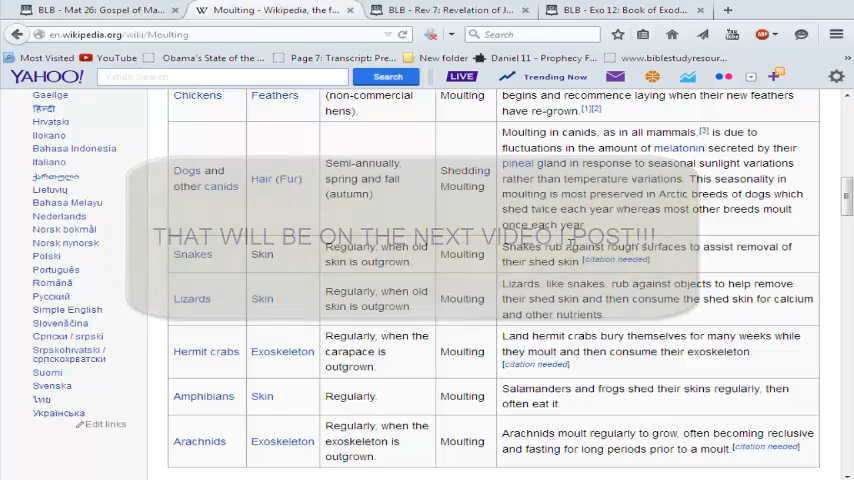 BLB - Mat 26: Gospel of Ma...
Moulting - Wikipedia, the f...
BLB - Rev 7: Revelation of J...
BLB - Exo 12: Book of Exod...
en.wikipedia.org/wiki/Moulting
Search
Most Visited
YouTube
Obama's State of the ...
Page 7: Transcript: Pre...
New folder
Daniel 11 - Prophecy F...
www.biblestudyresour...
YAHOO!
Yahoo Search
Search
LIVE
Trending Now
Gaeilge
हिन्दी
Hrvatski
Ilokano
Bahasa Indonesia
Italiano
ქართული
Lietuvių
Bahasa Melayu
Nederlands
Norsk bokmål
Norsk nynorsk
Polski
Português
Română
Русский
Simple English
Slovenščina
Српски / srpski
Srpskohrvatski /
српскохрватски
Suomi
Svenska
ไทย
Українська
Edit links
Chickens
Feathers
(non-commercial
hens).
Moulting
begins and recommence laying when their new feathers
have re-grown.[1][2]
Dogs and
other canids
Hair (Fur)
Semi-annually,
spring and fall
(autumn)
Shedding
Moulting
Moulting in canids, as in all mammals,[3] is due to
fluctuations in the amount of melatonin secreted by their
pineal gland in response to seasonal sunlight variations
rather than temperature variations. This seasonality in
moulting is most preserved in Arctic breeds of dogs which
shed twice each year whereas most other breeds moult
once each year.
THAT WILL BE ON THE NEXT VIDEO I POST!!!
Snakes
Skin
Regularly, when old
skin is outgrown.
Moulting
Snakes rub against rough surfaces to assist removal of
their shed skin.[citation needed]
Lizards
Skin
Regularly, when old
skin is outgrown.
Moulting
Lizards, like snakes, rub against objects to help remove
their shed skin and then consume the shed skin for calcium
and other nutrients.
Hermit crabs
Exoskeleton
Regularly, when the
carapace is
outgrown.
Moulting
Land hermit crabs bury themselves for many weeks while
they moult and then consume their exoskeleton.
[citation needed]
Amphibians
Skin
Regularly.
Moulting
Salamanders and frogs shed their skins regularly, then
often eat it.
Arachnids
Exoskeleton
Regularly, when the
exoskeleton is
outgrown.
Moulting
Arachnids moult regularly to grow, often becoming reclusive
and fasting for long periods prior to a moult.[citation needed]